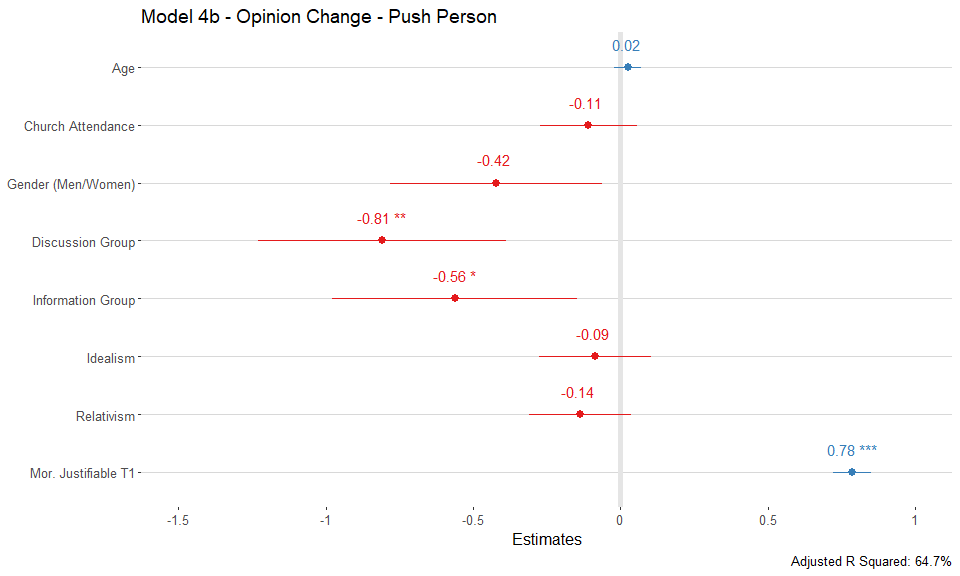 Model 4b - Opinion Change - Push Person
0.02
Age
-0.11
Church Attendance
-0.42
Gender (Men/Women)
-0.81 **
Discussion Group
-0.56 *
Information Group
-0.09
Idealism
-0.14
Relativism
0.78 ***
Mor. Justifiable T1
-1.5 -1 -0.5 0 0.5 1
Estimates
Adjusted R Squared: 64.7%